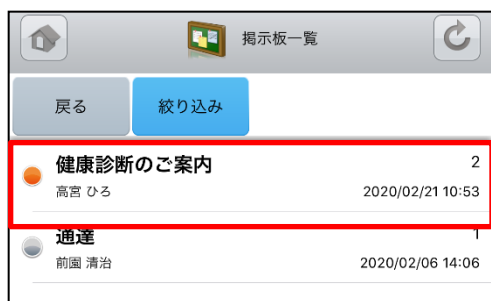 掲示板一覧
戻る 絞り込み
健康診断のご案内 2
高宮 ひろ 2020/02/21 10:53
通達 1
前園 清治 2020/02/06 14:06